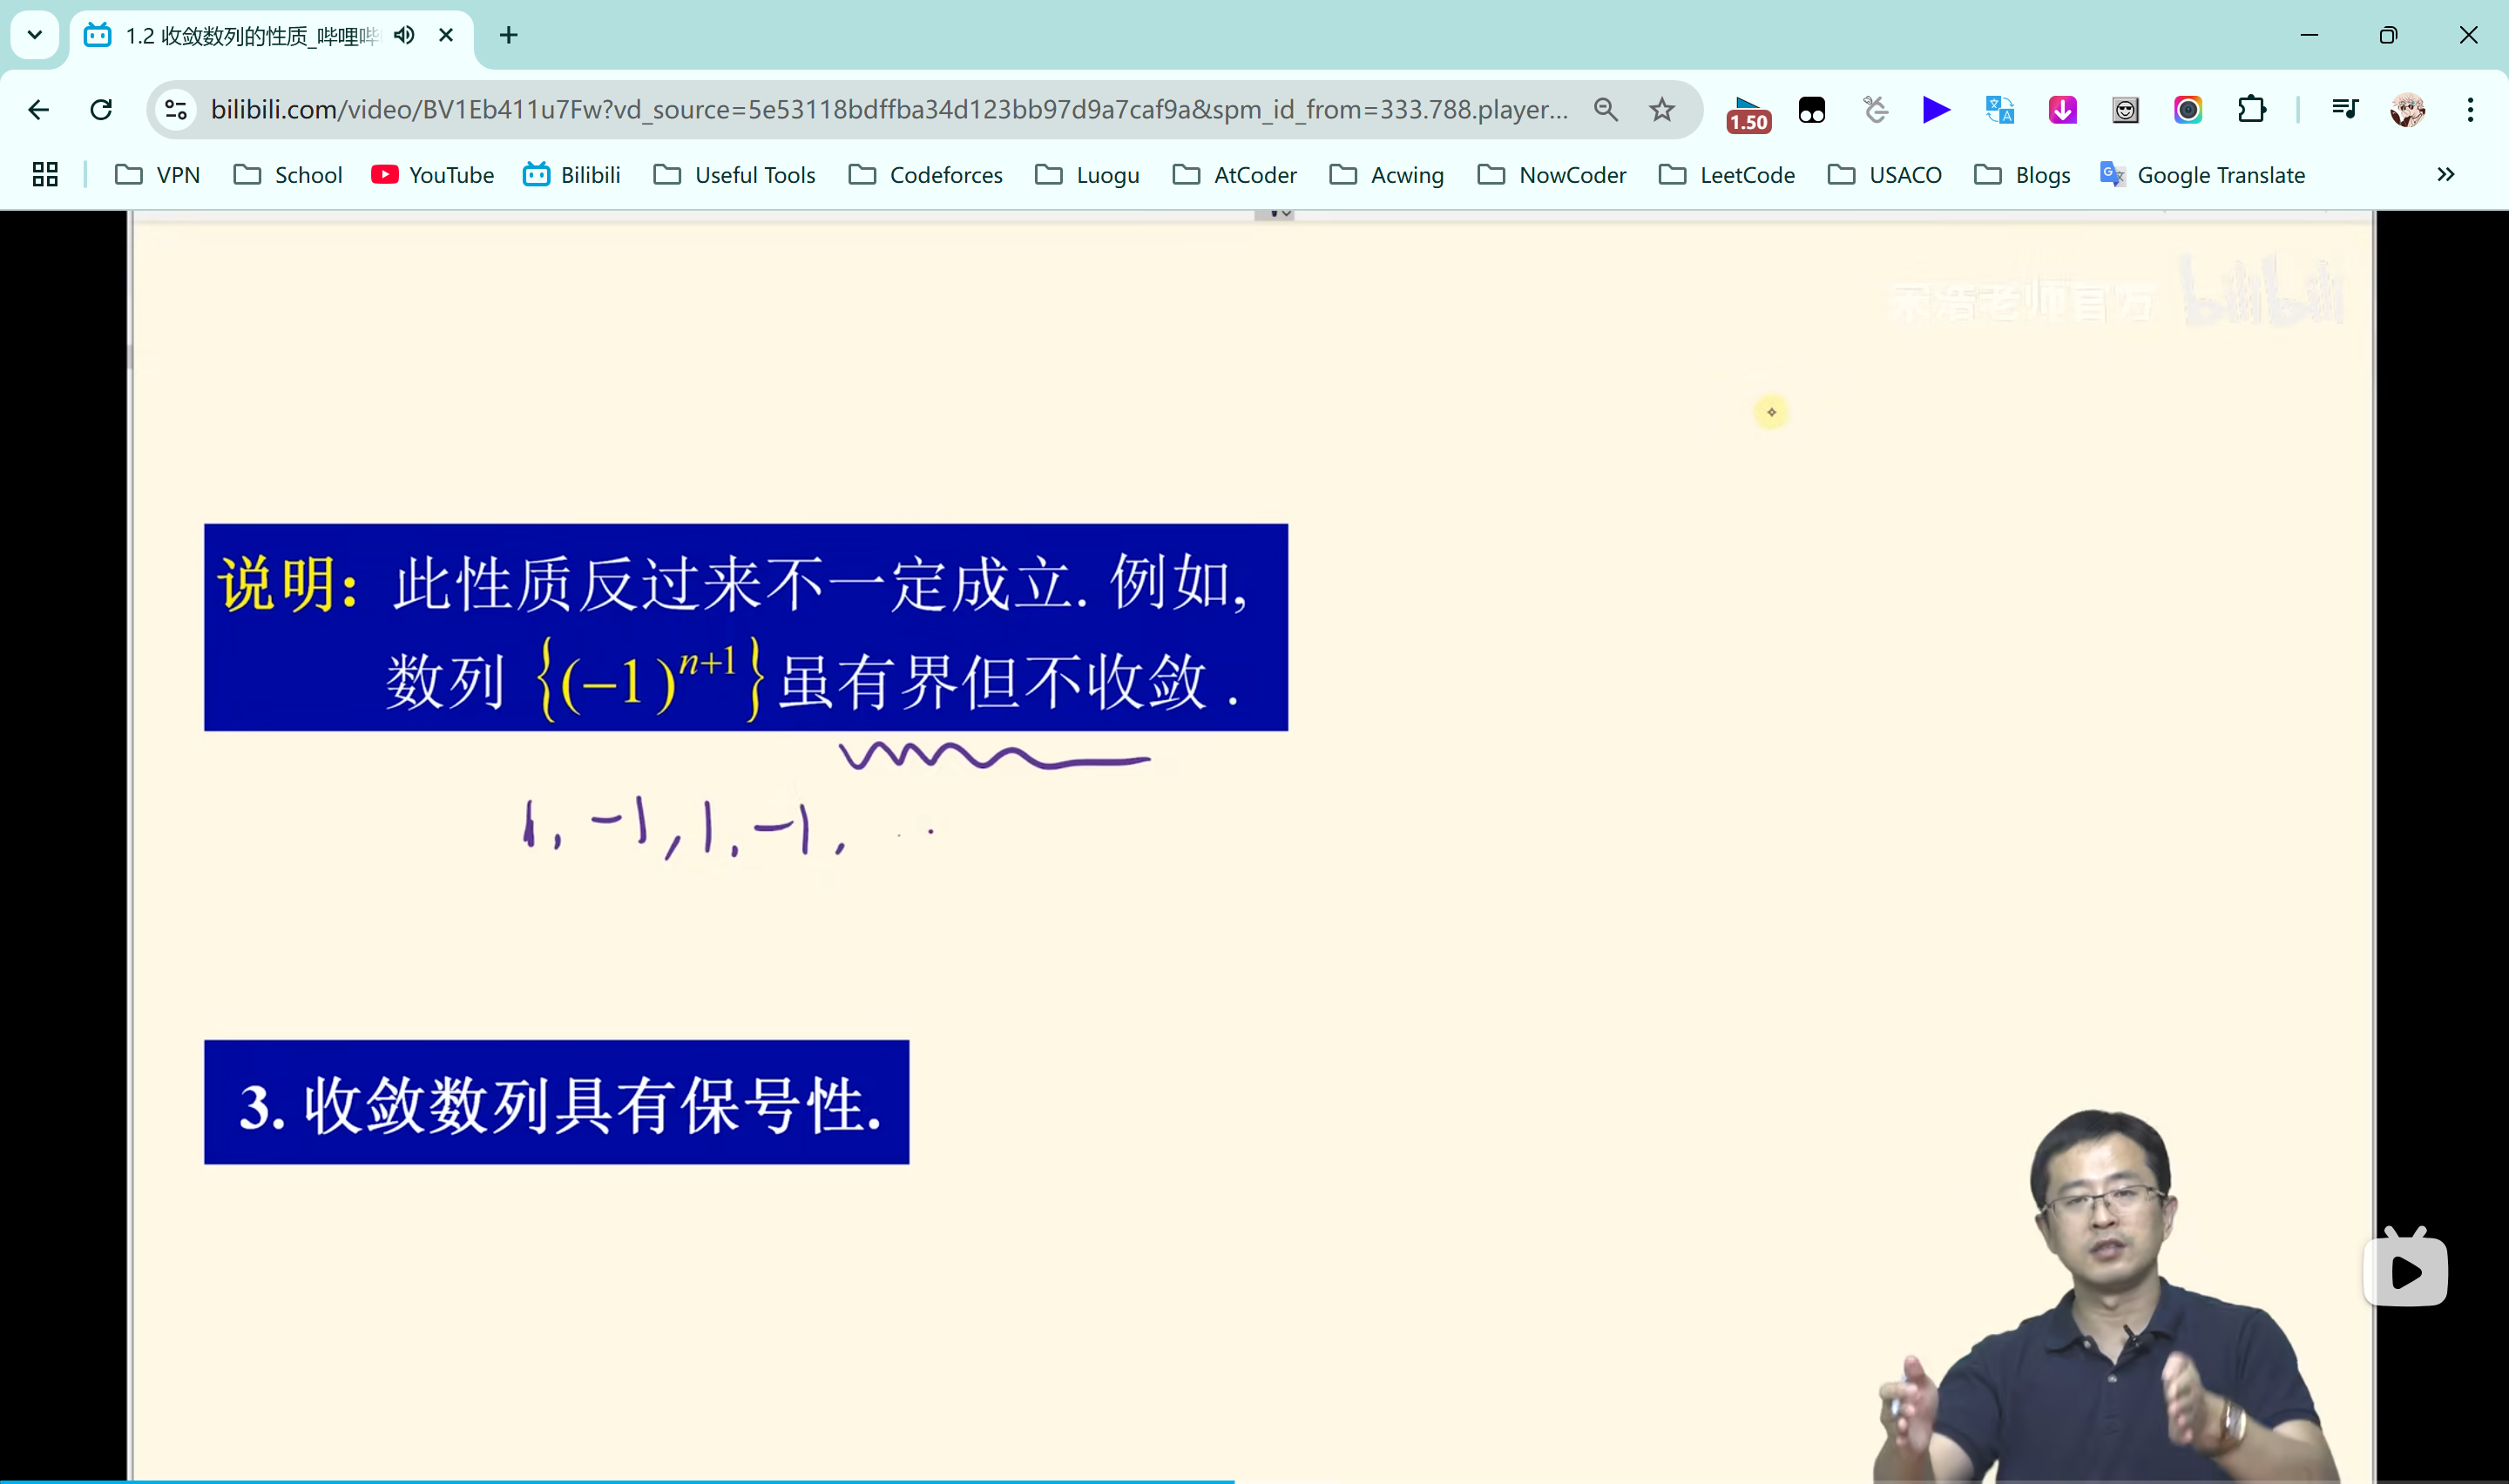 1.2 收敛数列的性质_哔哩哔
bilibili.com/video/BV1Eb411u7Fw?vd_source=5e53118bdffba34d123bb97d9a7caf9a&spm_id_from=333.788.player...
1.50
VPN School YouTube Bilibili Useful Tools Codeforces Luogu AtCoder Acwing NowCoder LeetCode USACO Blogs Google Translate
老师官方 bilibili
说明: 此性质反过来不一定成立. 例如,
数列 {(−1)^{n+1}} 虽有界但不收敛 .
1, −1, 1, −1, . .
3. 收敛数列具有保号性.